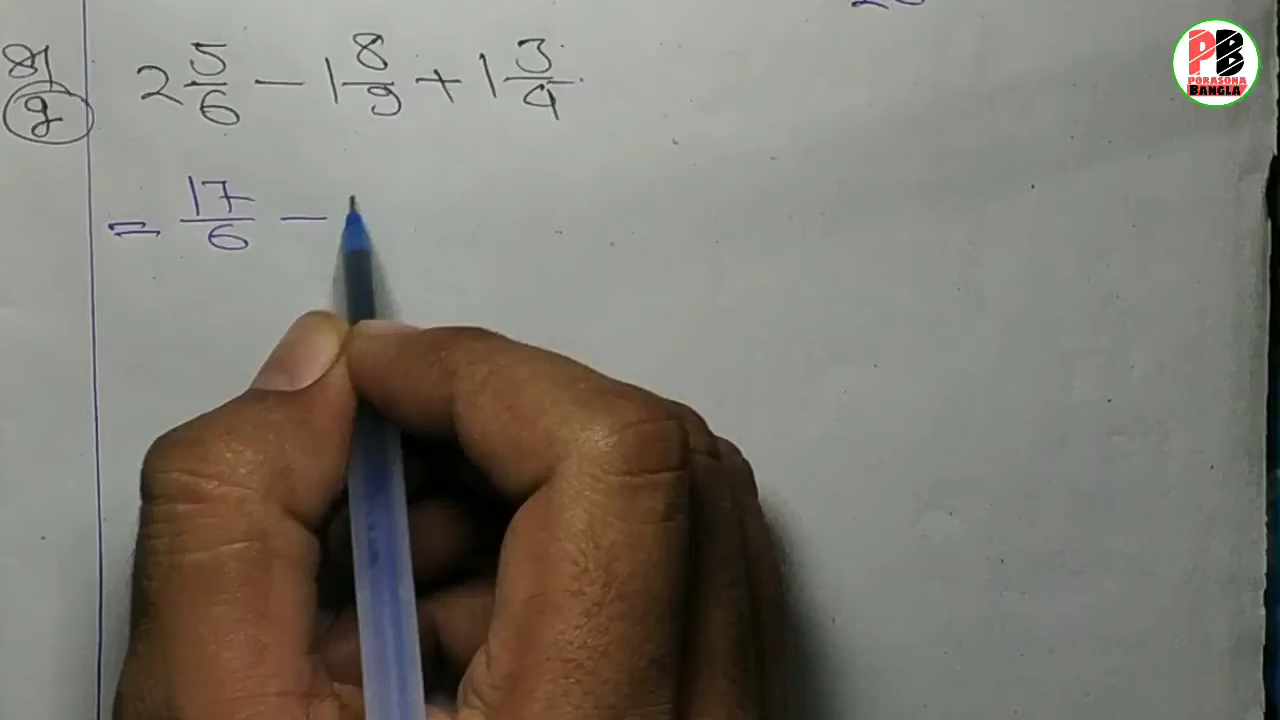 8)
g
2 5/6 − 1 8/9 + 1 3/4
= 17/6 −
PB
PORASONA
BANGLA